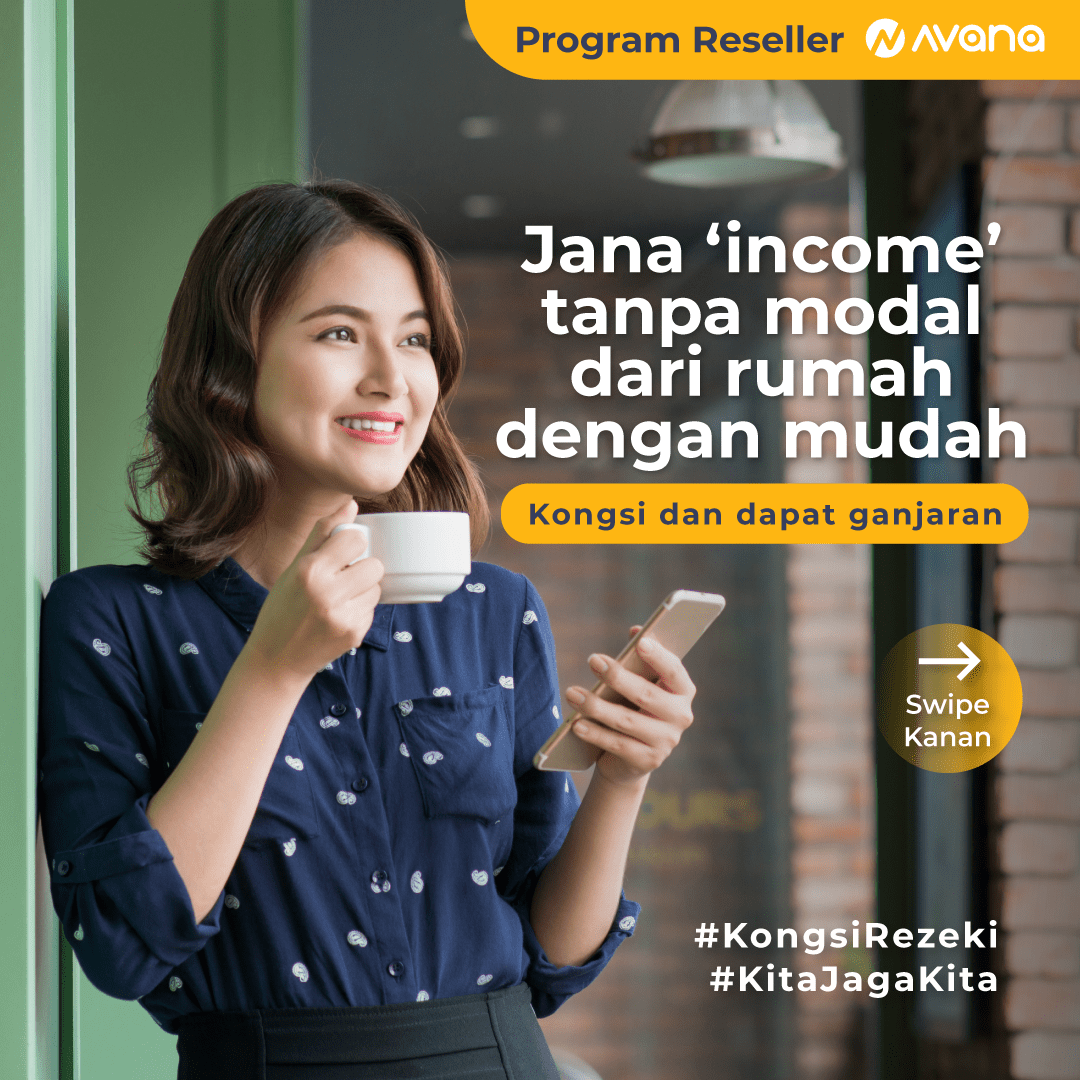 Program Reseller Avana
Jana ‘income’
tanpa modal
dari rumah
dengan mudah
Kongsi dan dapat ganjaran
Swipe
Kanan
#KongsiRezeki
#KitaJagaKita